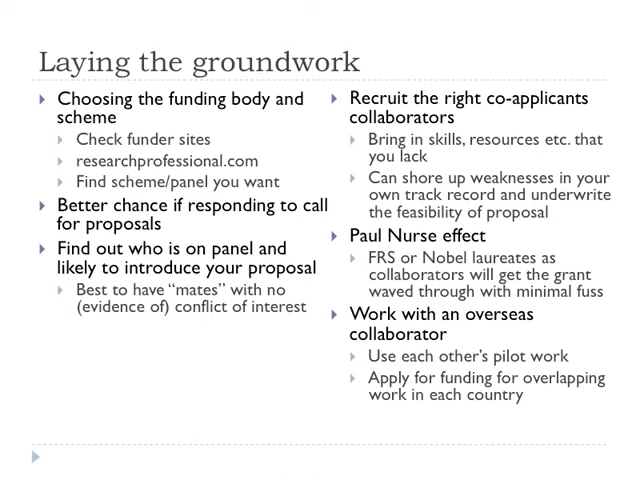 Laying the groundwork
Choosing the funding body and
scheme
Check funder sites
researchprofessional.com
Find scheme/panel you want
Better chance if responding to call
for proposals
Find out who is on panel and
likely to introduce your proposal
Best to have “mates” with no
(evidence of) conflict of interest
Recruit the right co-applicants
collaborators
Bring in skills, resources etc. that
you lack
Can shore up weaknesses in your
own track record and underwrite
the feasibility of proposal
Paul Nurse effect
FRS or Nobel laureates as
collaborators will get the grant
waved through with minimal fuss
Work with an overseas
collaborator
Use each other’s pilot work
Apply for funding for overlapping
work in each country